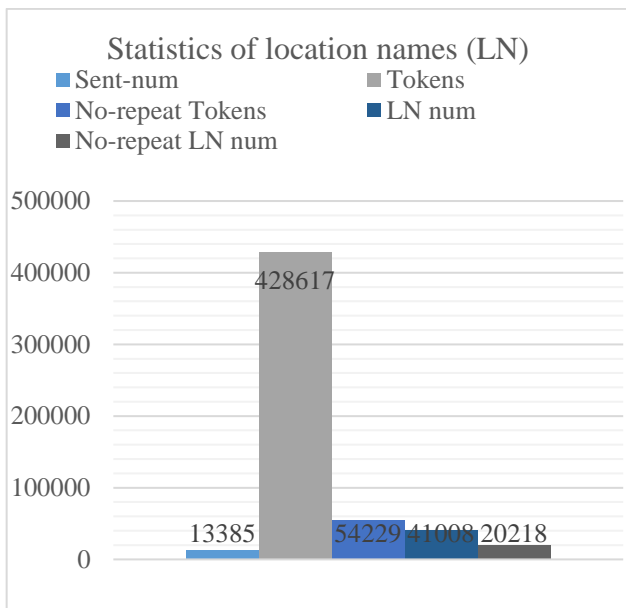 Statistics of location names (LN)
Sent-num Tokens
No-repeat Tokens LN num
No-repeat LN num
500000
400000
428617
300000
200000
100000
13385 54229 41008 20218
0